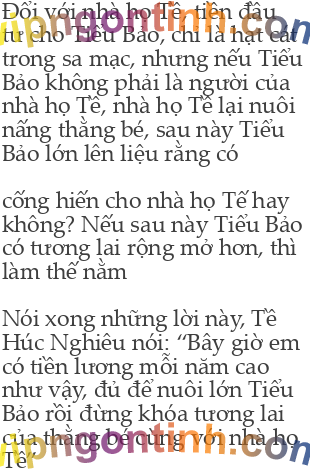 Đối với nhà họ Tề, tiền đầu
tư cho Tiểu Bảo, chỉ là hạt cát
trong sa mạc, nhưng nếu Tiểu
Bảo không phải là người của
nhà họ Tề, nhà họ Tề lại nuôi
nấng thằng bé, sau này Tiểu
Bảo lớn lên liệu rằng có
cống hiến cho nhà họ Tế hay
không? Nếu sau này Tiểu Bảo
có tương lai rộng mở hơn, thì
làm thế nằm
Nói xong những lời này, Tề
Húc Nghiêu nói: “Bây giờ em
có tiền lương mỗi năm cao
như vậy, đủ để nuôi lớn Tiểu
Bảo rồi đừng khóa tương lai
của thằng bé cùng với nhà họ
Tề”
vipngontinh.com
vipngontinh.com